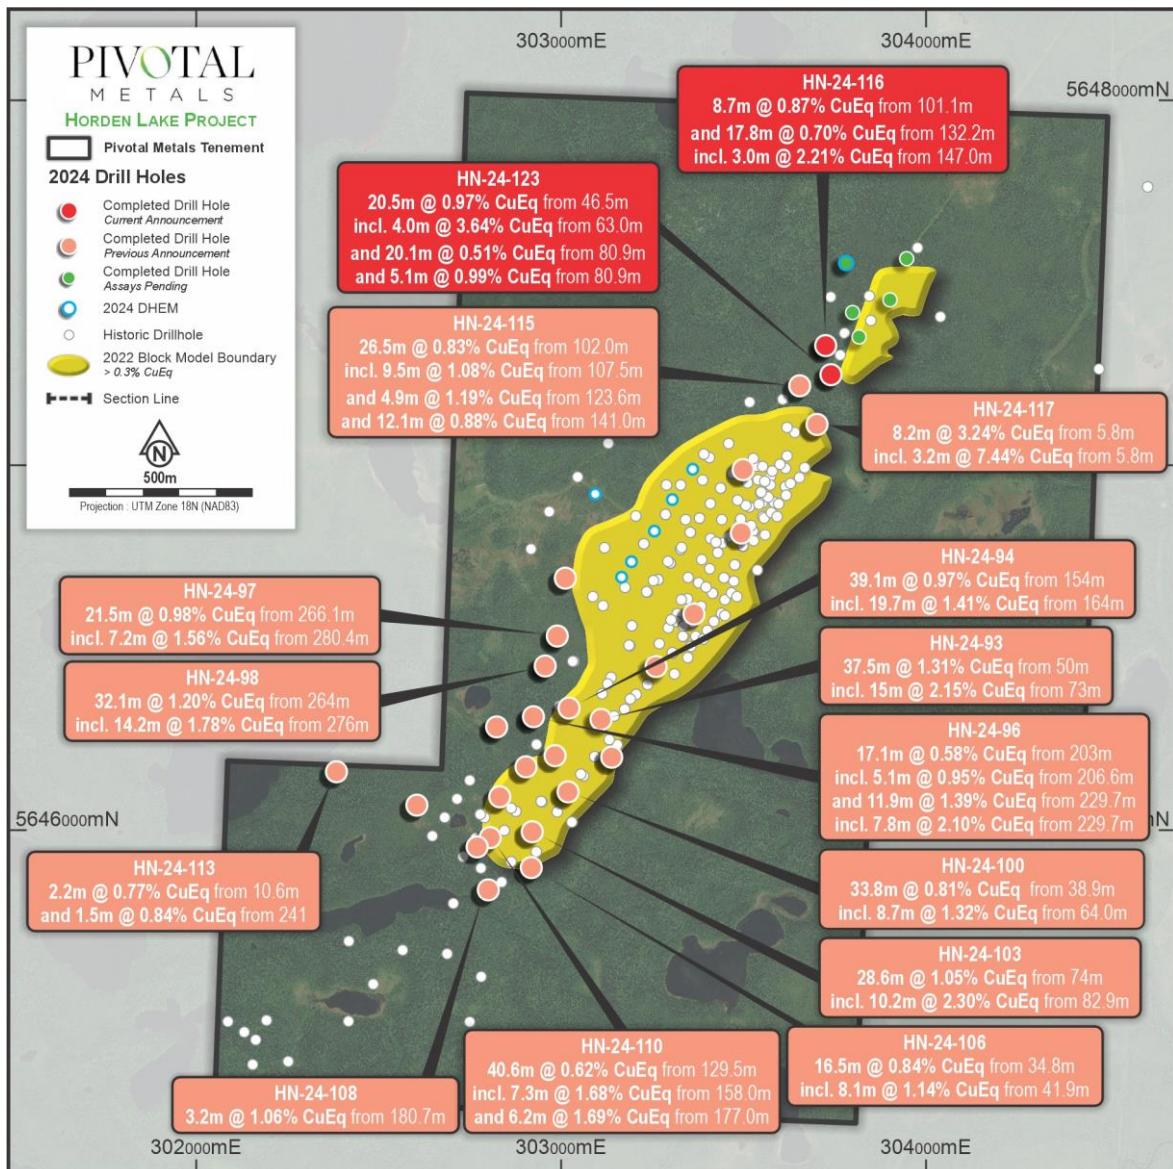 303000mE
304000mE
PIVOTAL
METALS
HORDEN LAKE PROJECT
Pivotal Metals Tenement
2024 Drill Holes
Completed Drill Hole
Current Announcement
Completed Drill Hole
Previous Announcement
Completed Drill Hole
Assays Pending
2024 DHEM
Historic Drillhole
2022 Block Model Boundary
> 0.3% CuEq
Section Line
N
500m
Projection : UTM Zone 18N (NAD83)
5648000mN
HN-24-116
8.7m @ 0.87% CuEq from 101.1m
and 17.8m @ 0.70% CuEq from 132.2m
incl. 3.0m @ 2.21% CuEq from 147.0m
HN-24-123
20.5m @ 0.97% CuEq from 46.5m
incl. 4.0m @ 3.64% CuEq from 63.0m
and 20.1m @ 0.51% CuEq from 80.9m
and 5.1m @ 0.99% CuEq from 80.9m
HN-24-115
26.5m @ 0.83% CuEq from 102.0m
incl. 9.5m @ 1.08% CuEq from 107.5m
and 4.9m @ 1.19% CuEq from 123.6m
and 12.1m @ 0.88% CuEq from 141.0m
HN-24-117
8.2m @ 3.24% CuEq from 5.8m
incl. 3.2m @ 7.44% CuEq from 5.8m
HN-24-94
39.1m @ 0.97% CuEq from 154m
incl. 19.7m @ 1.41% CuEq from 164m
HN-24-97
21.5m @ 0.98% CuEq from 266.1m
incl. 7.2m @ 1.56% CuEq from 280.4m
HN-24-93
37.5m @ 1.31% CuEq from 50m
incl. 15m @ 2.15% CuEq from 73m
HN-24-98
32.1m @ 1.20% CuEq from 264m
incl. 14.2m @ 1.78% CuEq from 276m
HN-24-96
17.1m @ 0.58% CuEq from 203m
incl. 5.1m @ 0.95% CuEq from 206.6m
and 11.9m @ 1.39% CuEq from 229.7m
incl. 7.8m @ 2.10% CuEq from 229.7m
5646000mN
N
HN-24-113
2.2m @ 0.77% CuEq from 10.6m
and 1.5m @ 0.84% CuEq from 241
HN-24-100
33.8m @ 0.81% CuEq from 38.9m
incl. 8.7m @ 1.32% CuEq from 64.0m
HN-24-103
28.6m @ 1.05% CuEq from 74m
incl. 10.2m @ 2.30% CuEq from 82.9m
HN-24-106
16.5m @ 0.84% CuEq from 34.8m
incl. 8.1m @ 1.14% CuEq from 41.9m
HN-24-110
40.6m @ 0.62% CuEq from 129.5m
incl. 7.3m @ 1.68% CuEq from 158.0m
and 6.2m @ 1.69% CuEq from 177.0m
HN-24-108
3.2m @ 1.06% CuEq from 180.7m
302000mE
303000mE
304000mE